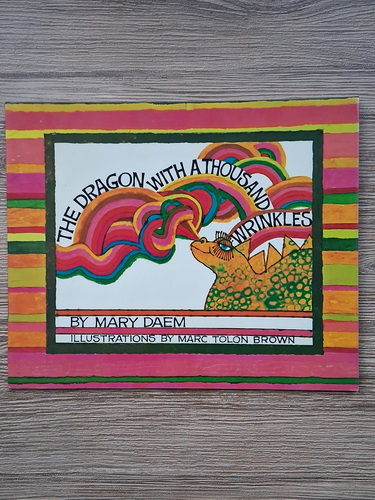 THE DRAGON WITH A THOUSAND WRINKLES
BY MARY DAEM
ILLUSTRATIONS BY MARC TOLON BROWN